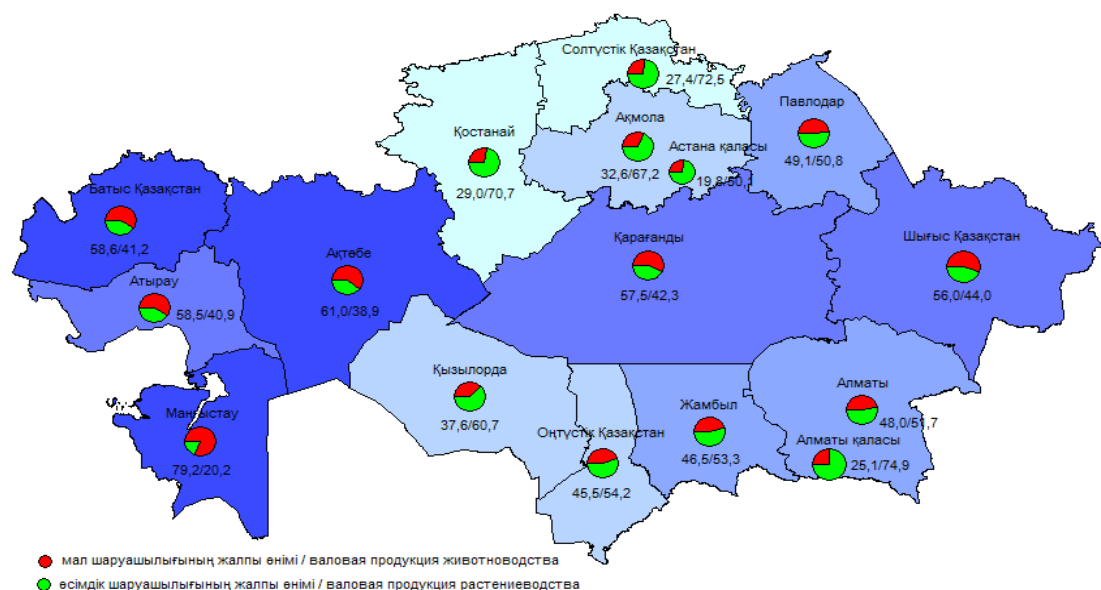 Солтүстік Қазақстан
27,4/72,5
Павлодар
49,1/50,8
Ақмола
32,6/67,2
Астана қаласы
Қостанай
29,0/70,7
Батыс Қазақстан
58,6/41,2
Ақтөбе
61,0/38,9
Қарағанды
57,5/42,3
Шығыс Қазақстан
56,0/44,0
Атырау
58,5/40,9
Қызылорда
37,6/60,7
Маңғыстау
79,2/20,2
Оңтүстік Қазақстан
45,5/54,2
Жамбыл
46,5/53,3
Алматы
48,0/51,7
Алматы қаласы
25,1/74,9
мал шаруашылығының жалпы өнімі / валовая продукция животноводства
өсімдік шаруашылығының жалпы өнімі / валовая продукция растениеводства